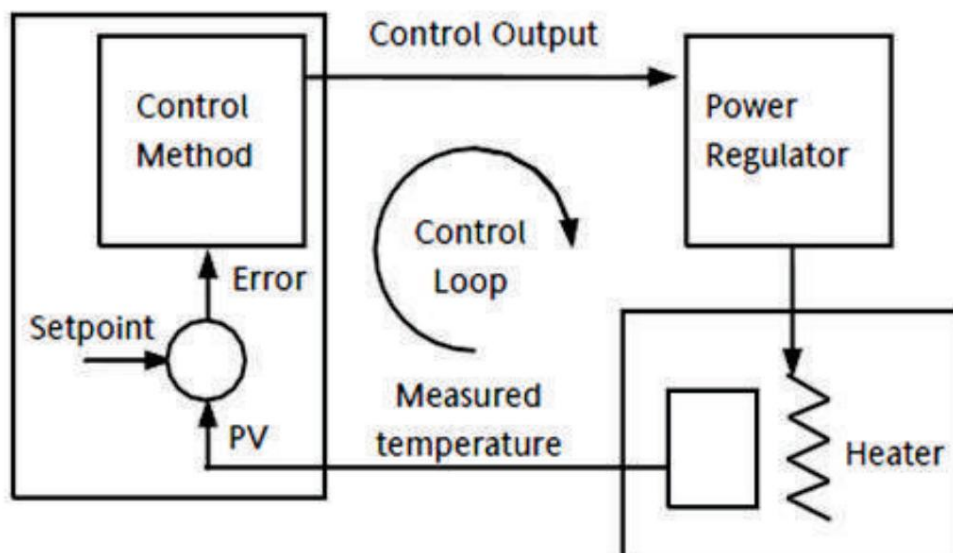 Control Output
Control
Method
Power
Regulator
Control
Loop
Error
Setpoint
Measured
temperature
PV
Heater